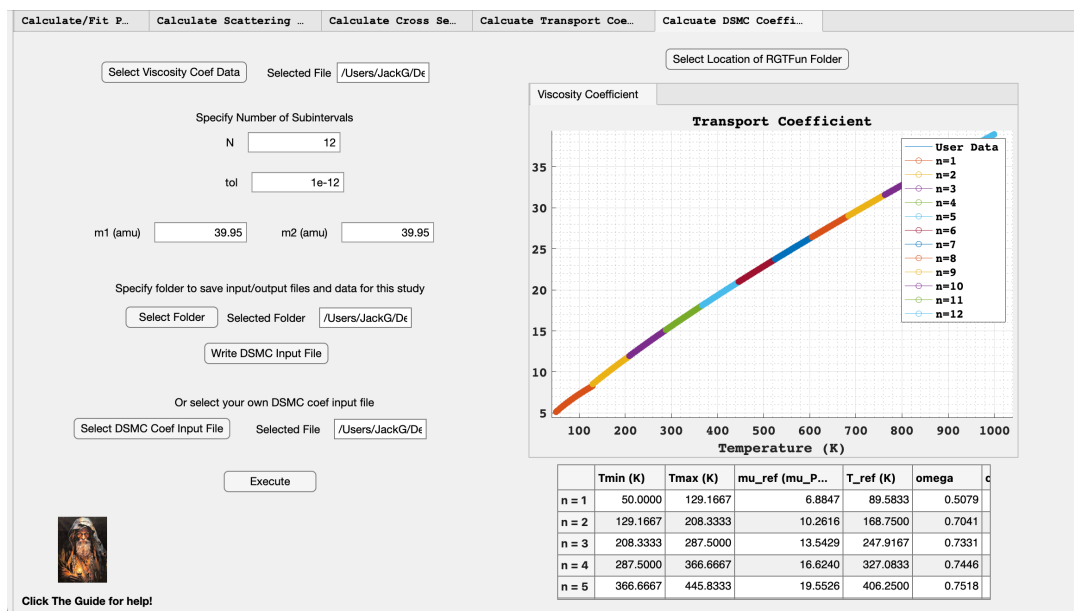 Calculate/Fit P…
Calculate Scattering …
Calculate Cross Se…
Calcuate Transport Coe…
Calcuate DSMC Coeffi…
Select Viscosity Coef Data
Selected File
/Users/JackG/De
Specify Number of Subintervals
N
12
tol
1e-12
m1 (amu)
39.95
m2 (amu)
39.95
Specify folder to save input/output files and data for this study
Select Folder
Selected Folder
/Users/JackG/De
Write DSMC Input File
Or select your own DSMC coef input file
Select DSMC Coef Input File
Selected File
/Users/JackG/De
Execute
Click The Guide for help!
Select Location of RGTFun Folder
Viscosity Coefficient
Transport Coefficient
35
30
25
20
15
10
5
100 200 300 400 500 600 700 800 900 1000
Temperature (K)
User Data
n=1
n=2
n=3
n=4
n=5
n=6
n=7
n=8
n=9
n=10
n=11
n=12
Tmin (K) Tmax (K) mu_ref (mu_P... T_ref (K) omega
n = 1 50.0000 129.1667 6.8847 89.5833 0.5079
n = 2 129.1667 208.3333 10.2616 168.7500 0.7041
n = 3 208.3333 287.5000 13.5429 247.9167 0.7331
n = 4 287.5000 366.6667 16.6240 327.0833 0.7446
n = 5 366.6667 445.8333 19.5526 406.2500 0.7518